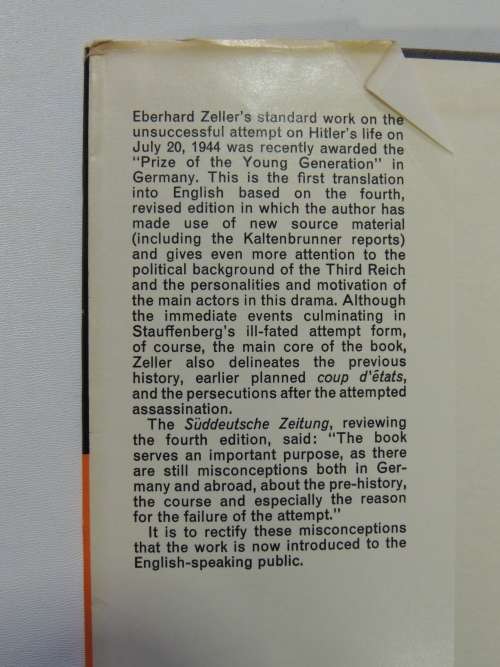 Eberhard Zeller's standard work on the
unsuccessful attempt on Hitler's life on
July 20, 1944 was recently awarded the
"Prize of the Young Generation" in
Germany. This is the first translation
into English based on the fourth,
revised edition in which the author has
made use of new source material
(including the Kaltenbrunner reports)
and gives even more attention to the
political background of the Third Reich
and the personalities and motivation of
the main actors in this drama. Although
the immediate events culminating in
Stauffenberg's ill-fated attempt form,
of course, the main core of the book,
Zeller also delineates the previous
history, earlier planned coup d'êtats,
and the persecutions after the attempted
assassination.
The Süddeutsche Zeitung, reviewing
the fourth edition, said: "The book
serves an important purpose, as there
are still misconceptions both in Ger-
many and abroad, about the pre-history,
the course and especially the reason
for the failure of the attempt."
It is to rectify these misconceptions
that the work is now introduced to the
English-speaking public.